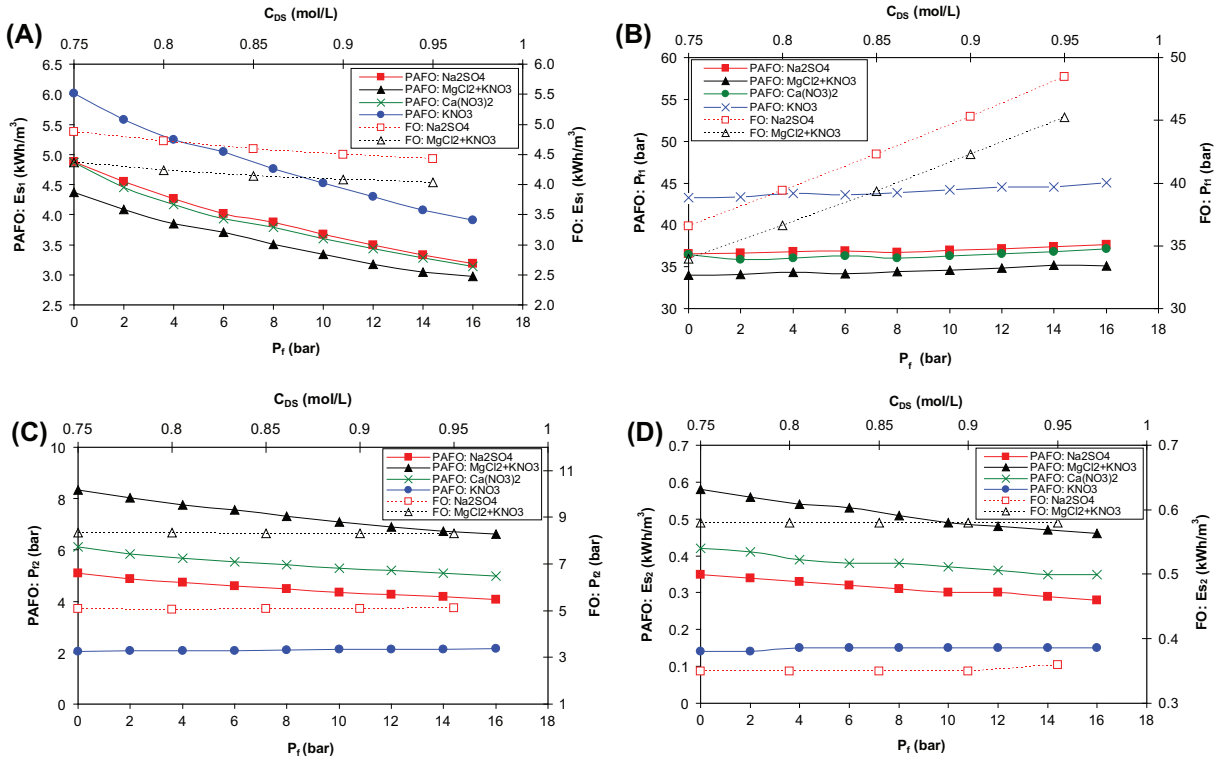 (A)
C_DS (mol/L)
0.75 0.8 0.85 0.9 0.95 1
6.5 6.0
6.0 5.5
5.5 5.0
5.0 4.5
4.5 4.0
4.0 3.5
3.5 3.0
3.0 2.5
2.5 2.0
PAFO: Es₁ (kWh/m³)
FO: Es₁ (kWh/m³)
PAFO: Na2SO4
PAFO: MgCl2+KNO3
PAFO: Ca(NO3)2
PAFO: KNO3
FO: Na2SO4
FO: MgCl2+KNO3
0 2 4 6 8 10 12 14 16 18
P_f (bar)
(B)
C_DS (mol/L)
0.75 0.8 0.85 0.9 0.95 1
60 50
55
50 45
45
40 40
35 35
30 30
PAFO: P_f1 (bar)
FO: P_f1 (bar)
PAFO: Na2SO4
PAFO: MgCl2+KNO3
PAFO: Ca(NO3)2
PAFO: KNO3
FO: Na2SO4
FO: MgCl2+KNO3
0 2 4 6 8 10 12 14 16 18
P_f (bar)
(C)
C_DS (mol/L)
0.75 0.8 0.85 0.9 0.95 1
10 11
8 9
6 7
4 5
2 3
0 1
PAFO: P_f2 (bar)
FO: P_f2 (bar)
PAFO: Na2SO4
PAFO: MgCl2+KNO3
PAFO: Ca(NO3)2
PAFO: KNO3
FO: Na2SO4
FO: MgCl2+KNO3
0 2 4 6 8 10 12 14 16 18
P_f (bar)
(D)
C_DS (mol/L)
0.75 0.8 0.85 0.9 0.95 1
0.7 0.7
0.6 0.6
0.5
0.4 0.5
0.3
0.2 0.4
0.1
0 0.3
PAFO: Es₂ (kWh/m³)
FO: Es₂ (kWh/m³)
PAFO: Na2SO4
PAFO: MgCl2+KNO3
PAFO: Ca(NO3)2
PAFO: KNO3
FO: Na2SO4
FO: MgCl2+KNO3
0 2 4 6 8 10 12 14 16 18
P_f (bar)